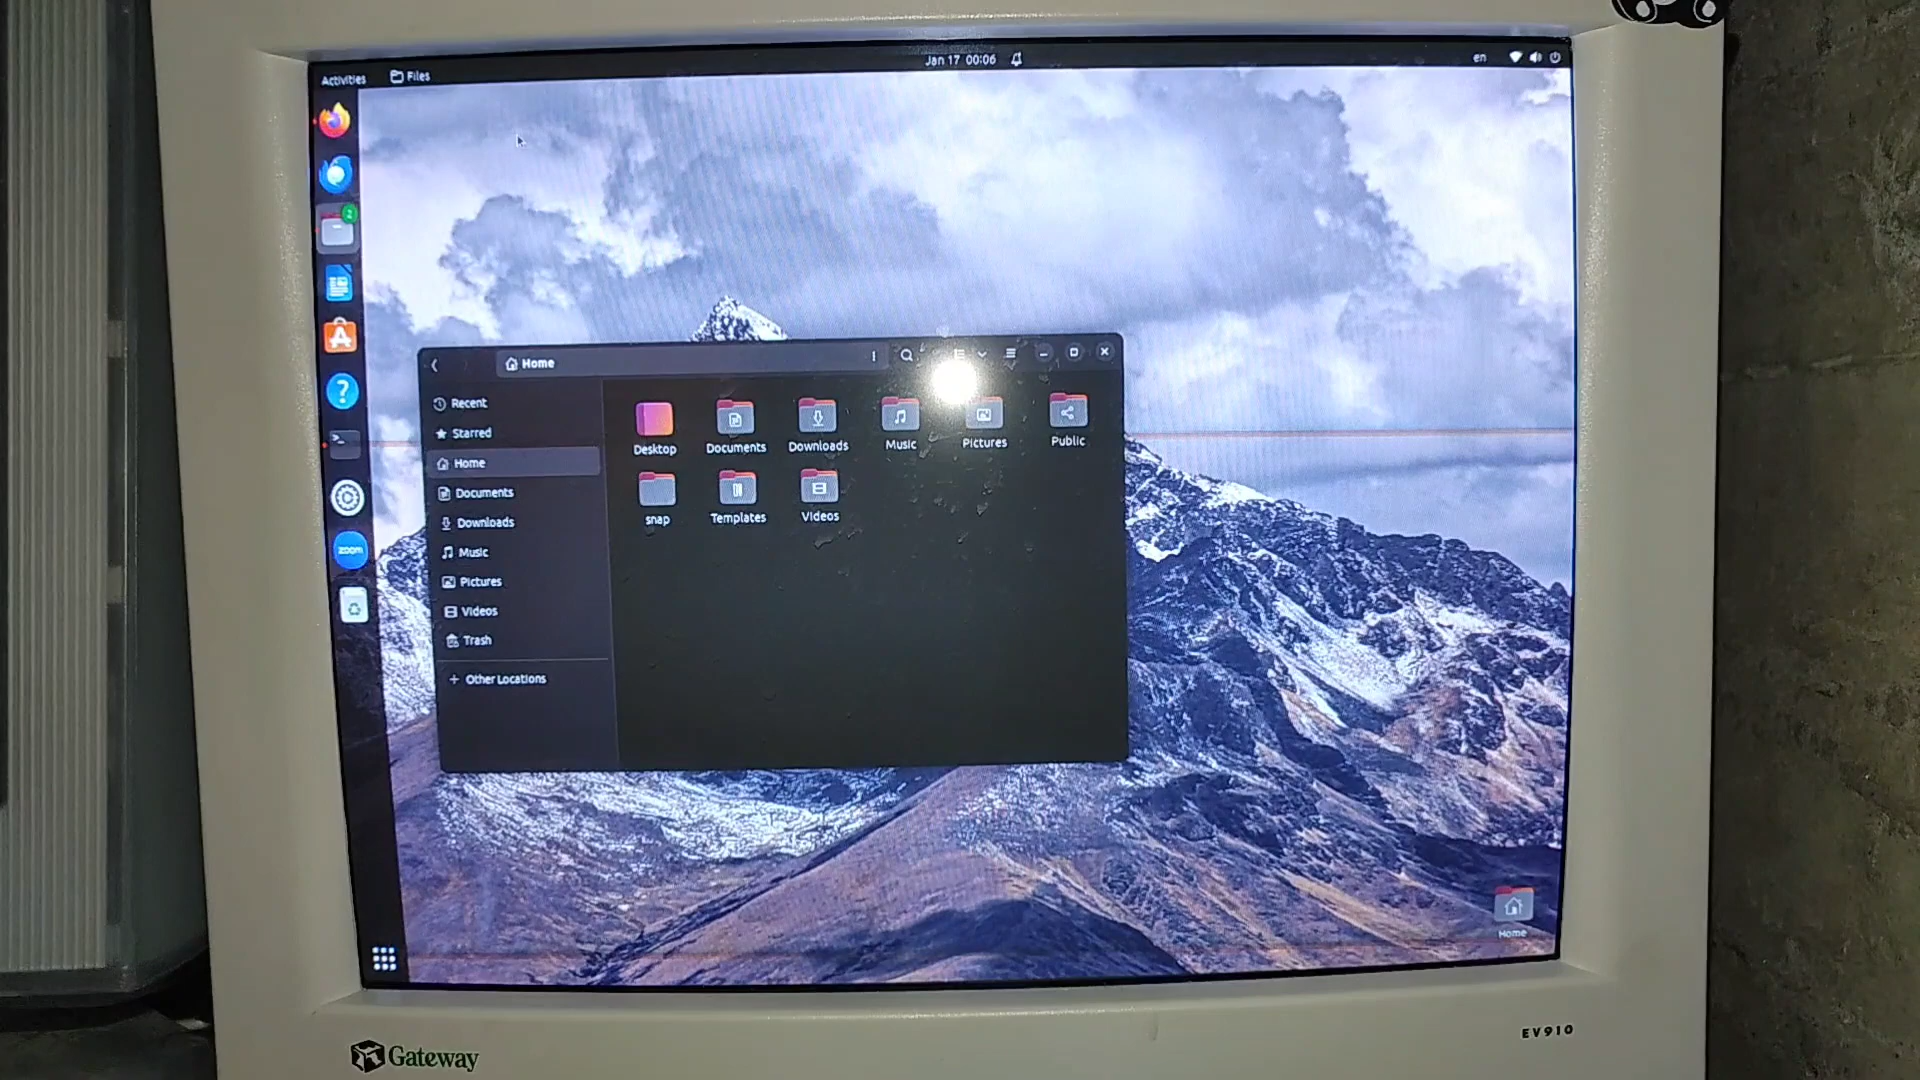 Activities Files Jan 17 00:06 en
2
Home
Recent
Starred
Home
Documents
Downloads
Music
Pictures
Videos
Trash
+ Other Locations
Desktop Documents Downloads Music Pictures Public
snap Templates Videos
zoom
Home
Gateway
EV910